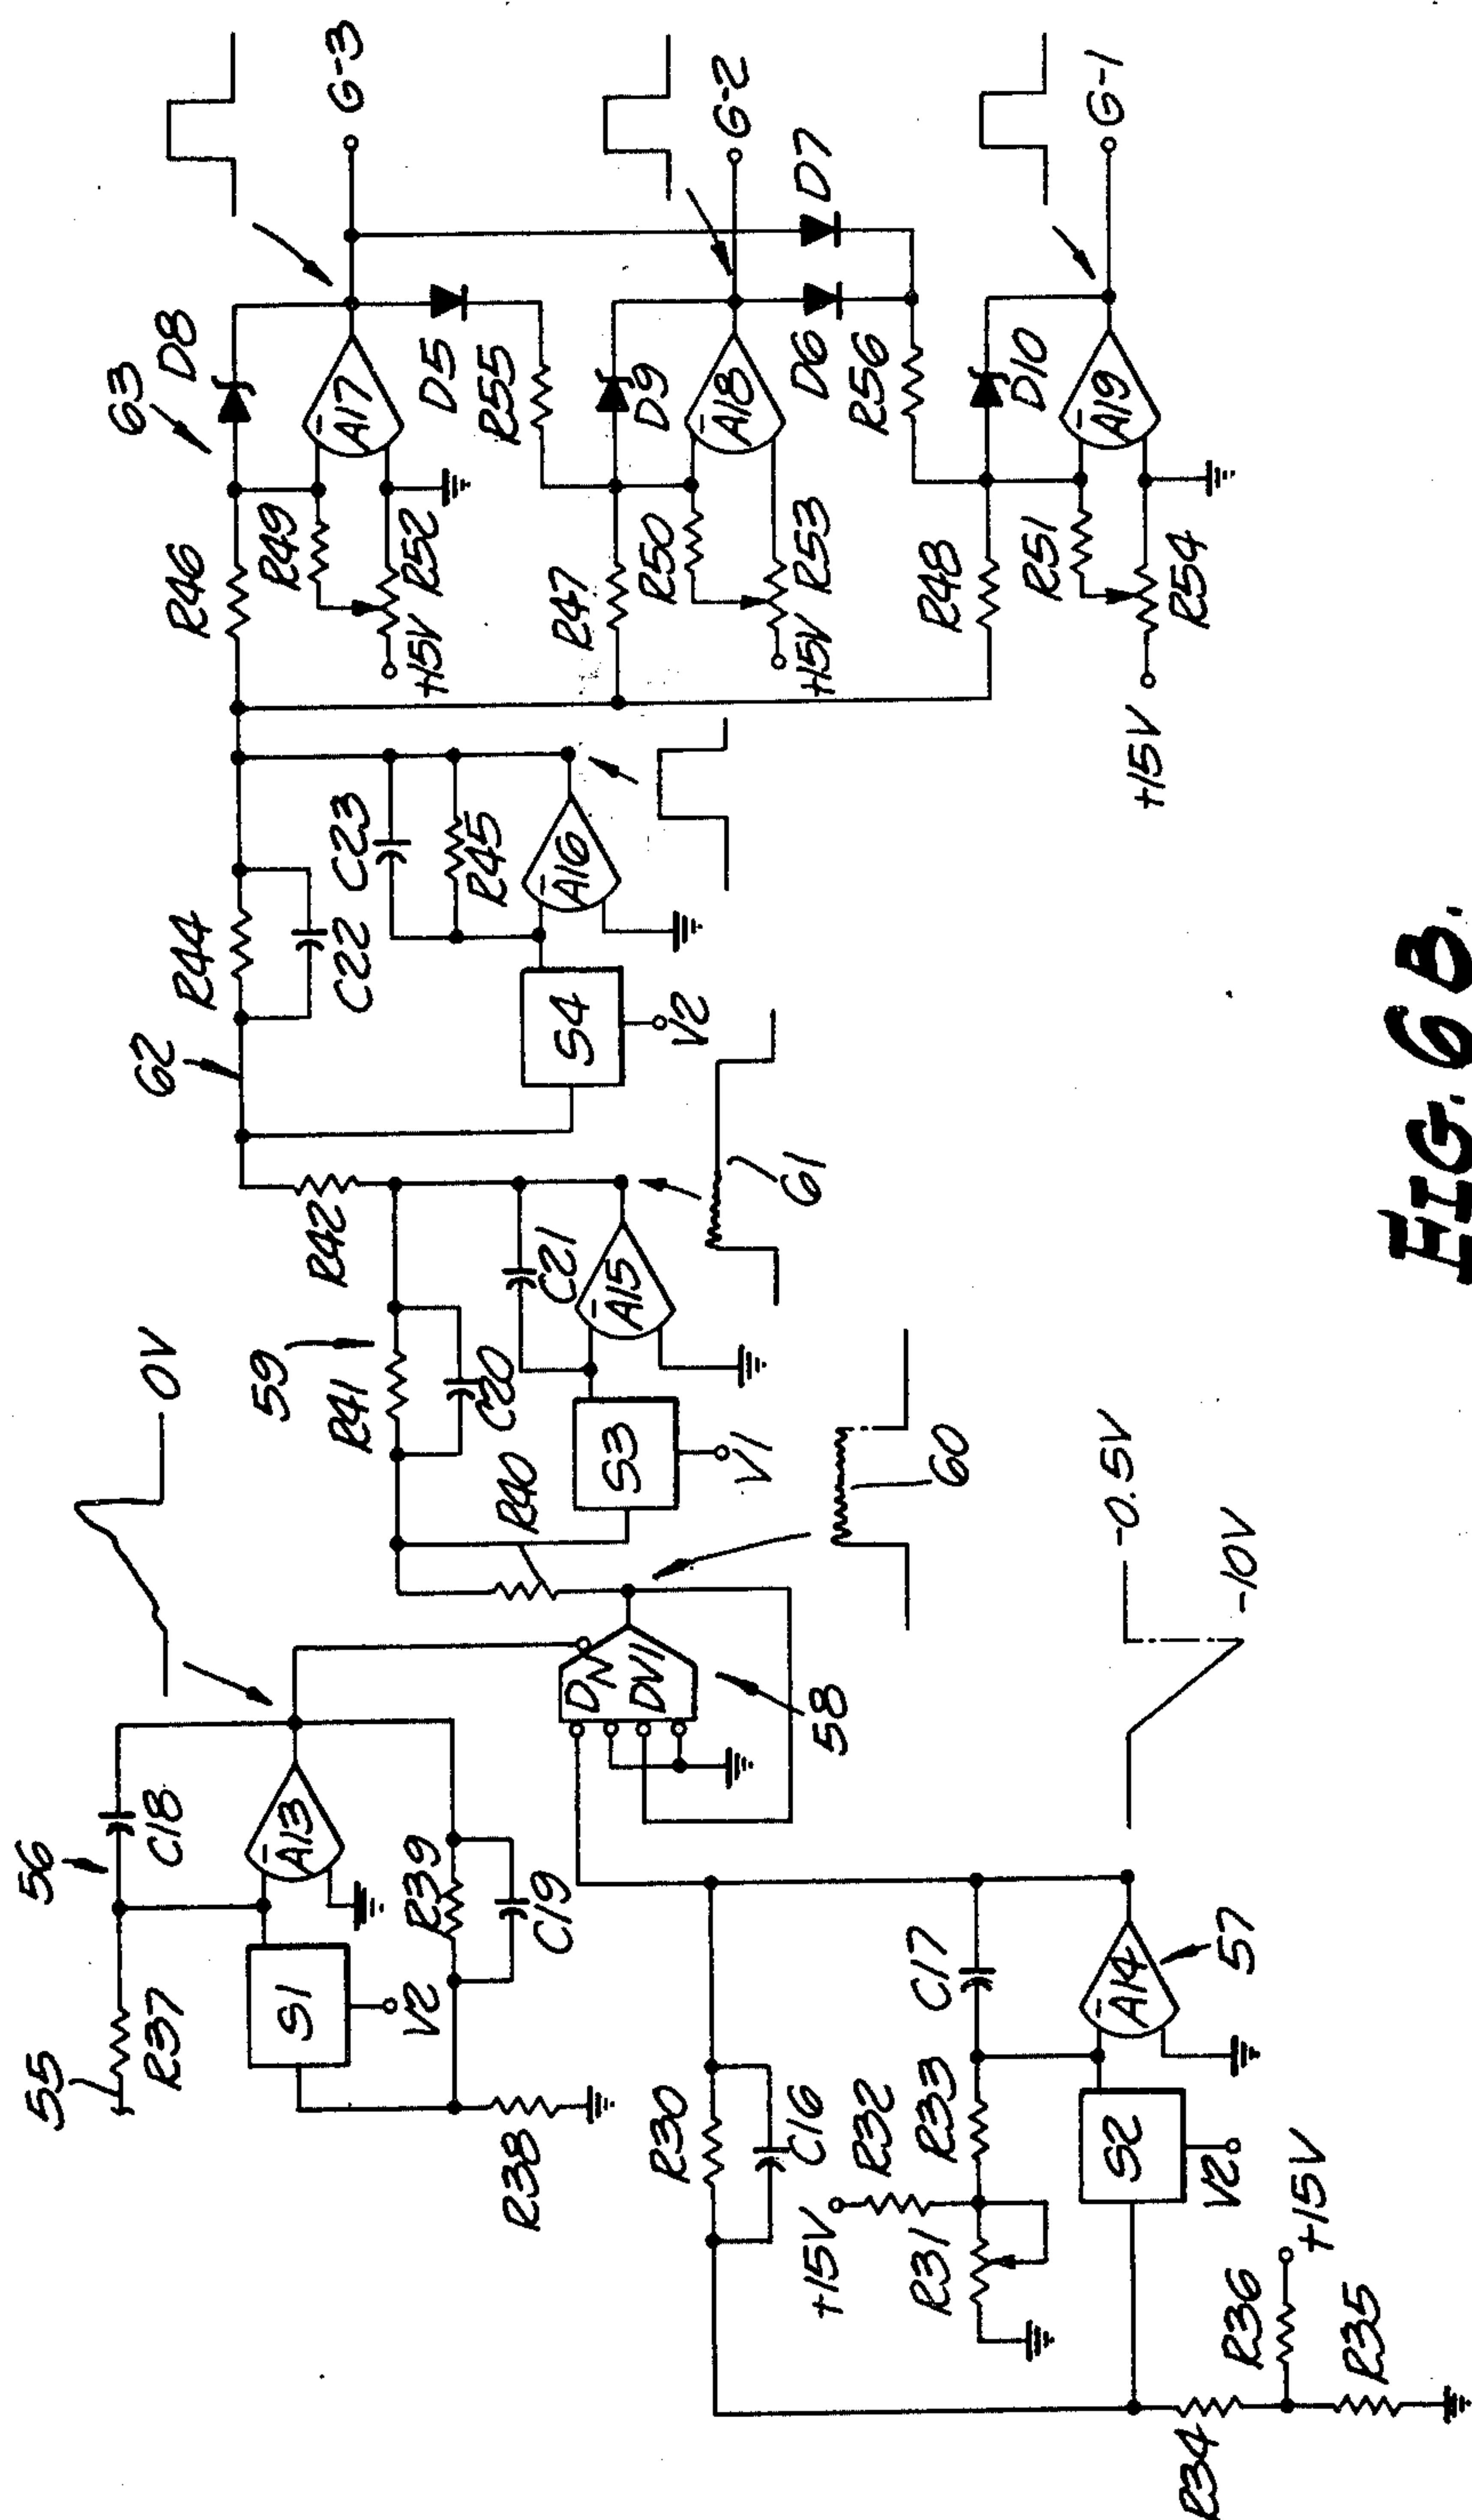 63
D8
G-3
R46
R49
A17
R52
+15V
D5
R55
62
R44
C22
C23
R45
A16
S4
V2
R47
R50
D9
A18
R53
+15V
G-2
D7
D6
R56
R48
R51
D10
A19
R54
+15V
G-1
0V
59
R41
R42
C20
C21
A15
S3
V1
R40
61
60
56
C18
55
R37
A13
S1
V2
R39
C19
R38
DN
DV1
58
R30
C16
C17
+15V
R32
R33
R31
A14
57
S2
V2
R34
R36
+15V
R35
-0.5V
-10V
FIG. 6B.